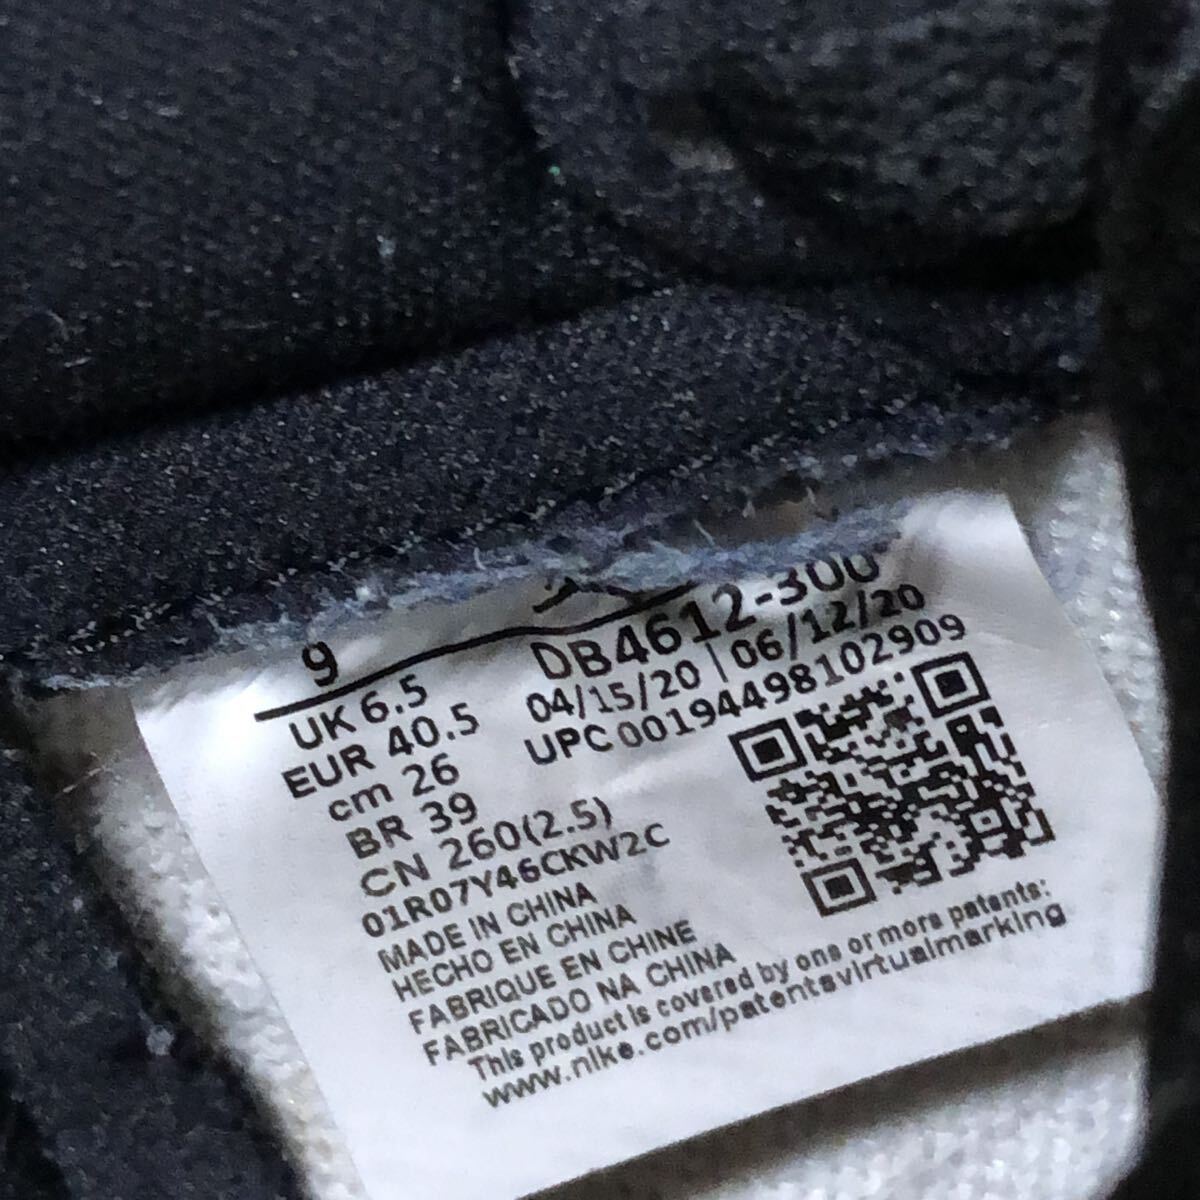 9
UK 6.5
EUR 40.5
cm 26
BR 39
CN 260(2.5)
01R07Y46CKW2C
MADE IN CHINA
HECHO EN CHINA
FABRIQUE EN CHINE
FABRICADO NA CHINA
This product is covered by one or more patents:
www.nike.com/patentsvirtualmarking
DB4612-300
04/15/20 | 06/12/20
UPC 00194498102909